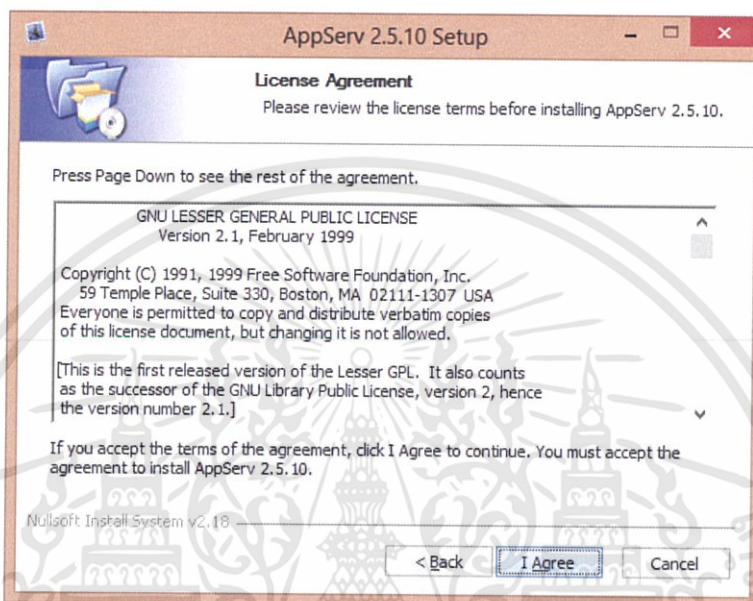 AppServ 2.5.10 Setup
License Agreement
Please review the license terms before installing AppServ 2.5.10.
Press Page Down to see the rest of the agreement.
GNU LESSER GENERAL PUBLIC LICENSE
Version 2.1, February 1999
Copyright (C) 1991, 1999 Free Software Foundation, Inc.
59 Temple Place, Suite 330, Boston, MA 02111-1307 USA
Everyone is permitted to copy and distribute verbatim copies
of this license document, but changing it is not allowed.
[This is the first released version of the Lesser GPL. It also counts
as the successor of the GNU Library Public License, version 2, hence
the version number 2.1.]
If you accept the terms of the agreement, click I Agree to continue. You must accept the
agreement to install AppServ 2.5.10.
Nullsoft Install System v2.18
< Back I Agree Cancel